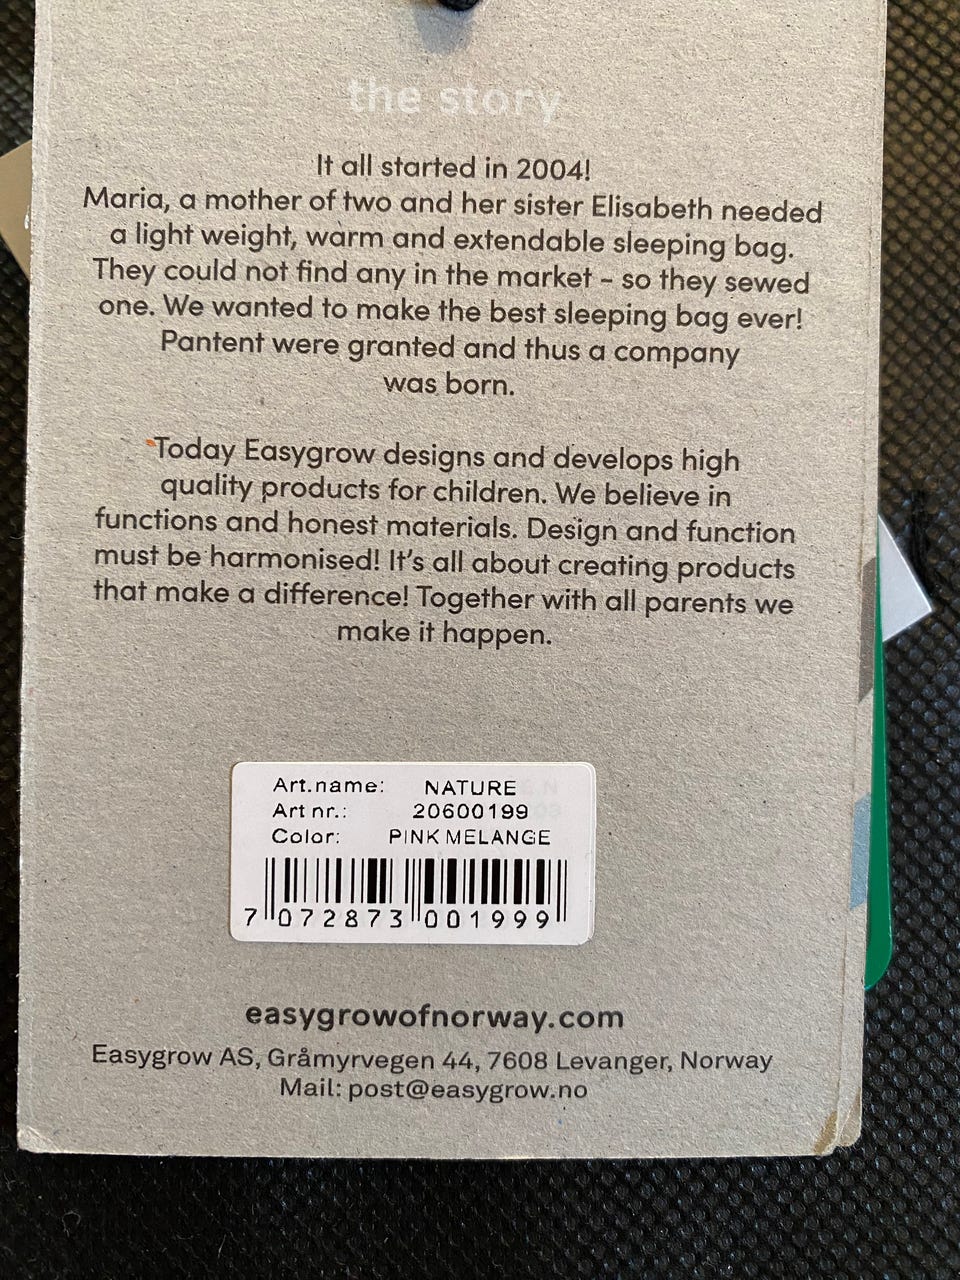 the story
It all started in 2004!
Maria, a mother of two and her sister Elisabeth needed
a light weight, warm and extendable sleeping bag.
They could not find any in the market – so they sewed
one. We wanted to make the best sleeping bag ever!
Pantent were granted and thus a company
was born.
Today Easygrow designs and develops high
quality products for children. We believe in
functions and honest materials. Design and function
must be harmonised! It's all about creating products
that make a difference! Together with all parents we
make it happen.
Art.name: NATURE
Art nr.: 20600199
Color: PINK MELANGE
7 072873 001999
easygrowofnorway.com
Easygrow AS, Gråmyrvegen 44, 7608 Levanger, Norway
Mail: post@easygrow.no